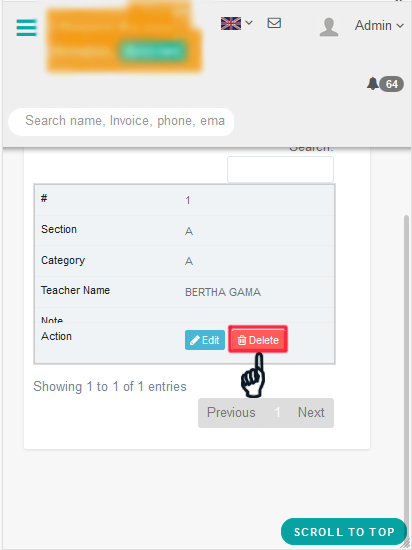 Admin
64
Search name, Invoice, phone, ema
Search:
# 1
Section A
Category A
Teacher Name BERTHA GAMA
Note
Action Edit Delete
Showing 1 to 1 of 1 entries
Previous 1 Next
SCROLL TO TOP